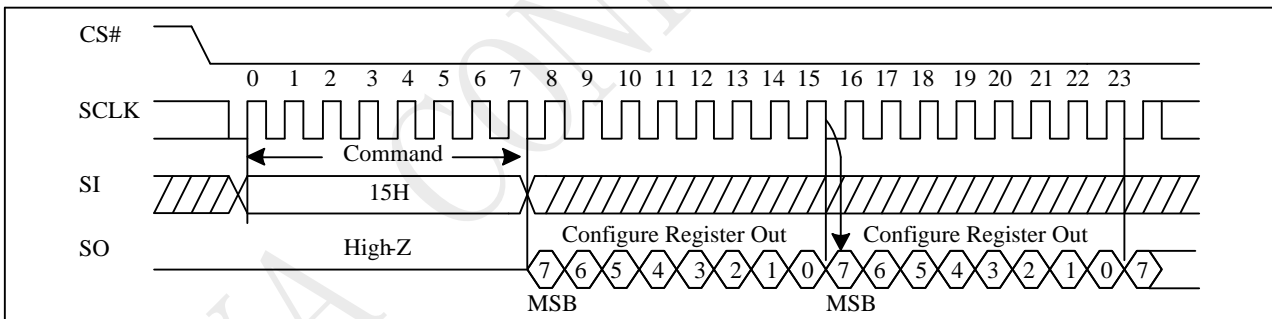 CS#
0 1 2 3 4 5 6 7 8 9 10 11 12 13 14 15 16 17 18 19 20 21 22 23
SCLK
Command
SI
15H
SO
High-Z
Configure Register Out
Configure Register Out
7 6 5 4 3 2 1 0 7 6 5 4 3 2 1 0 7
MSB
MSB